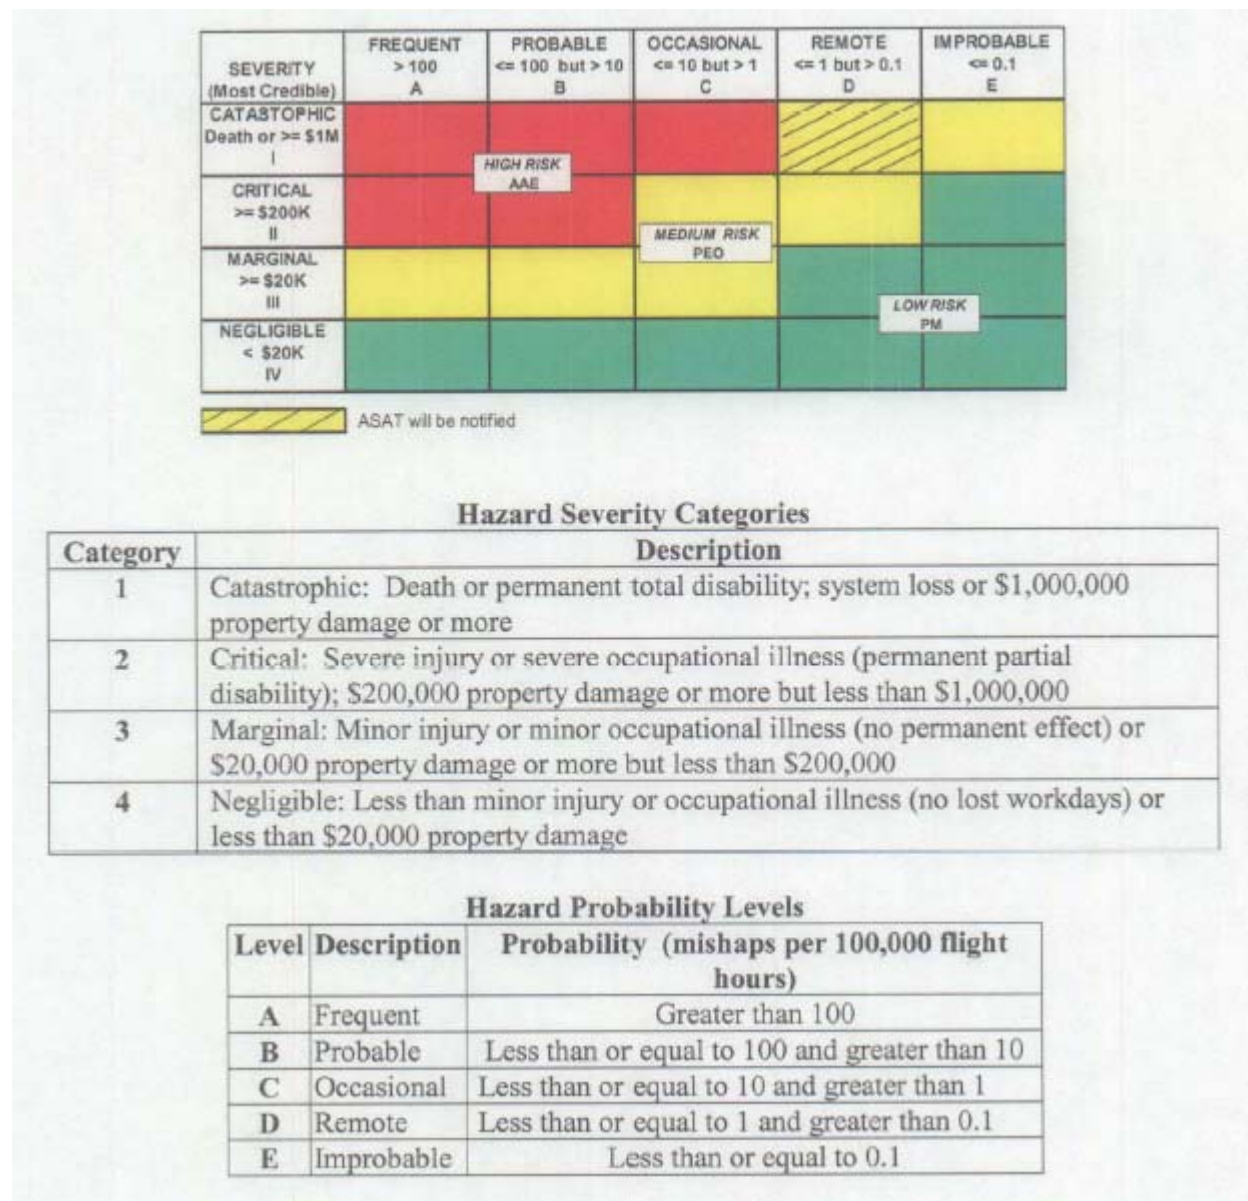 SEVERITY
(Most Credible)
FREQUENT
> 100
A
PROBABLE
<= 100 but > 10
B
OCCASIONAL
<= 10 but > 1
C
REMOTE
<= 1 but > 0.1
D
IMPROBABLE
<= 0.1
E
CATASTROPHIC
Death or >= $1M
I
HIGH RISK
AAE
CRITICAL
>= $200K
II
MEDIUM RISK
PEO
MARGINAL
>= $20K
III
LOW RISK
PM
NEGLIGIBLE
< $20K
IV
ASAT will be notified
Hazard Severity Categories
Category Description
1 Catastrophic: Death or permanent total disability; system loss or $1,000,000
property damage or more
2 Critical: Severe injury or severe occupational illness (permanent partial
disability); $200,000 property damage or more but less than $1,000,000
3 Marginal: Minor injury or minor occupational illness (no permanent effect) or
$20,000 property damage or more but less than $200,000
4 Negligible: Less than minor injury or occupational illness (no lost workdays) or
less than $20,000 property damage
Hazard Probability Levels
Level Description Probability (mishaps per 100,000 flight
hours)
A Frequent Greater than 100
B Probable Less than or equal to 100 and greater than 10
C Occasional Less than or equal to 10 and greater than 1
D Remote Less than or equal to 1 and greater than 0.1
E Improbable Less than or equal to 0.1